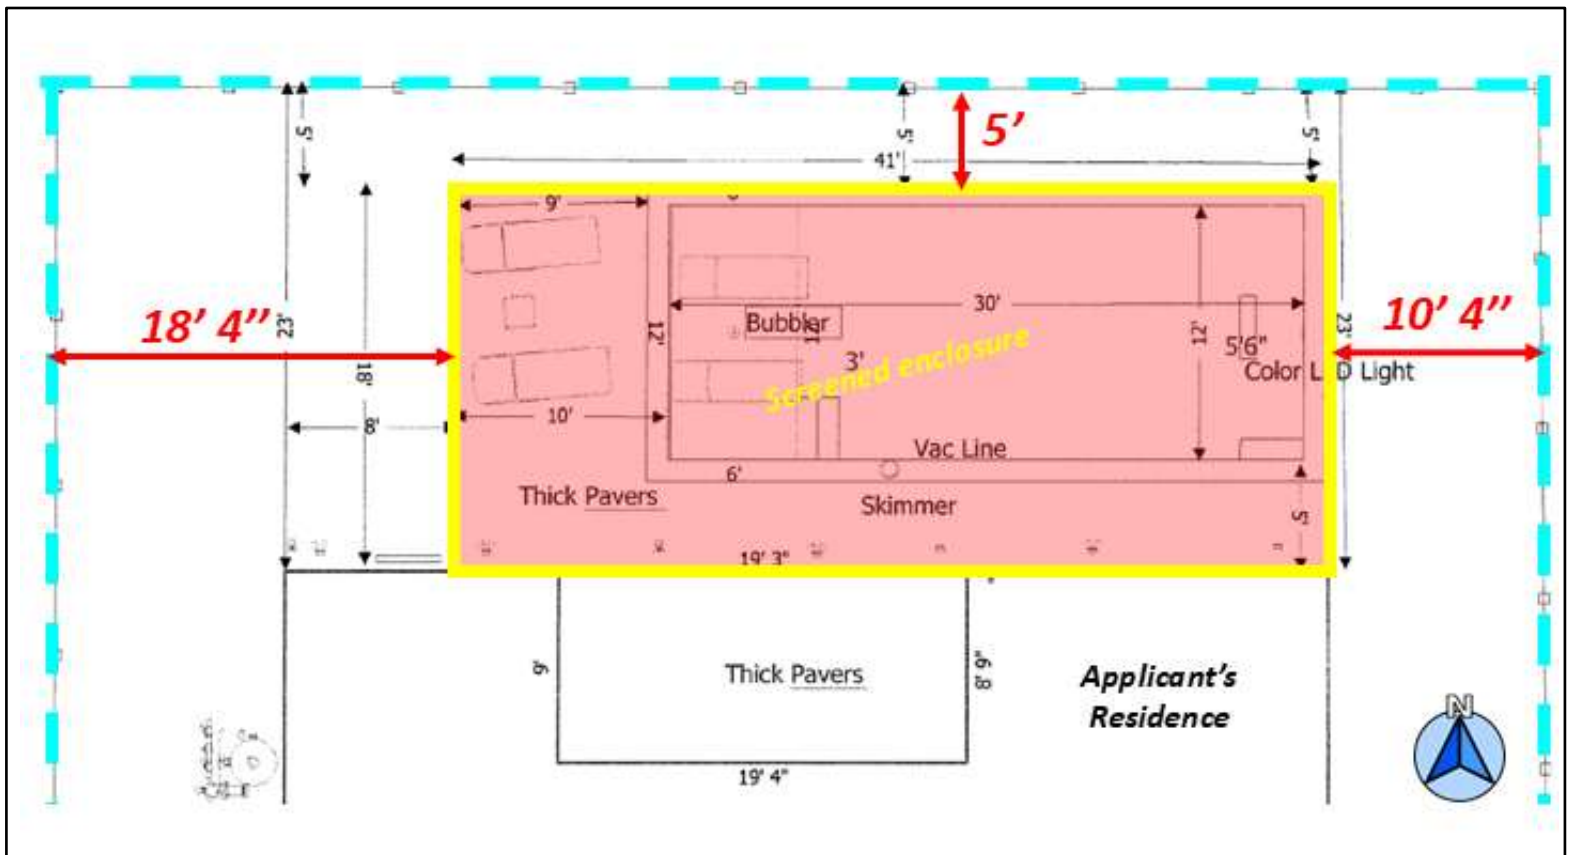 5'
5'
5'
5'
41'
9'
18' 4"
23'
18'
12'
Bubbler
12'
30'
3'
Screened enclosure
12'
5'6"
23'
10' 4"
Color L D Light
8'
10'
6'
Vac Line
Thick Pavers
Skimmer
5'
19' 3"
9'
Thick Pavers
8' 9"
19' 4"
Applicant's
Residence
N